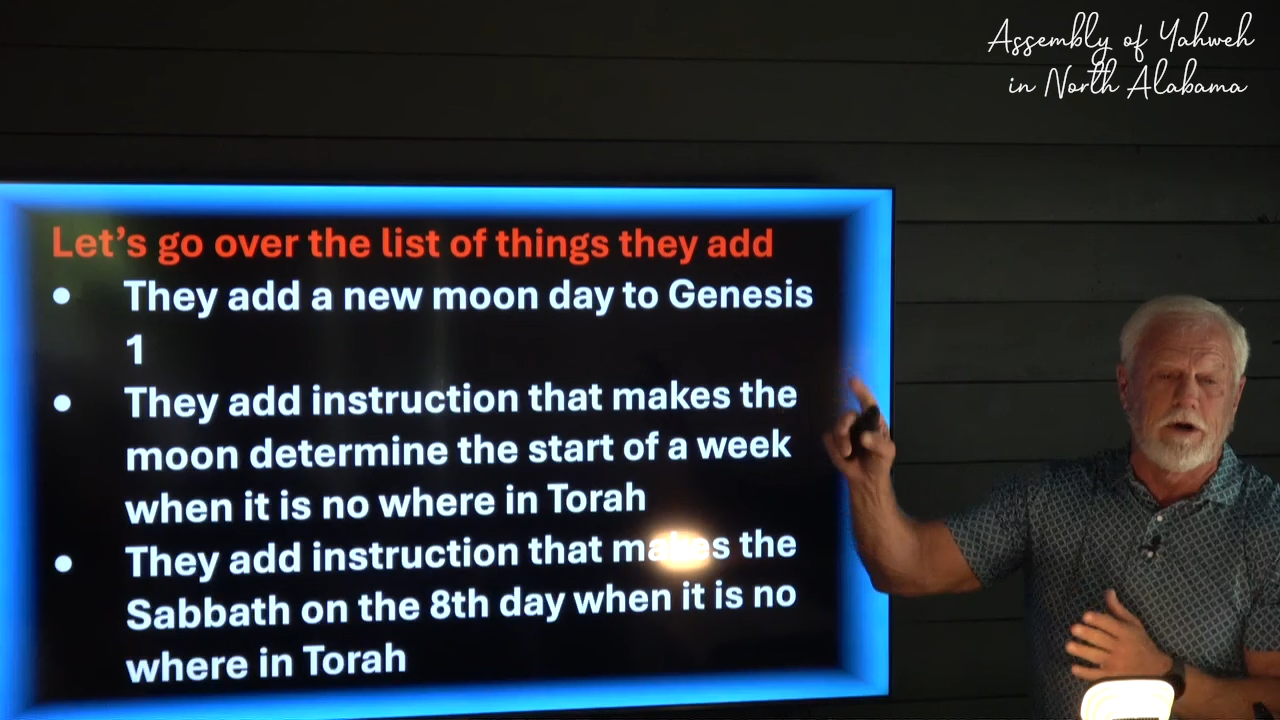 Assembly of Yahweh
in North Alabama
Let's go over the list of things they add
• They add a new moon day to Genesis
1
• They add instruction that makes the
moon determine the start of a week
when it is no where in Torah
• They add instruction that makes the
Sabbath on the 8th day when it is no
where in Torah